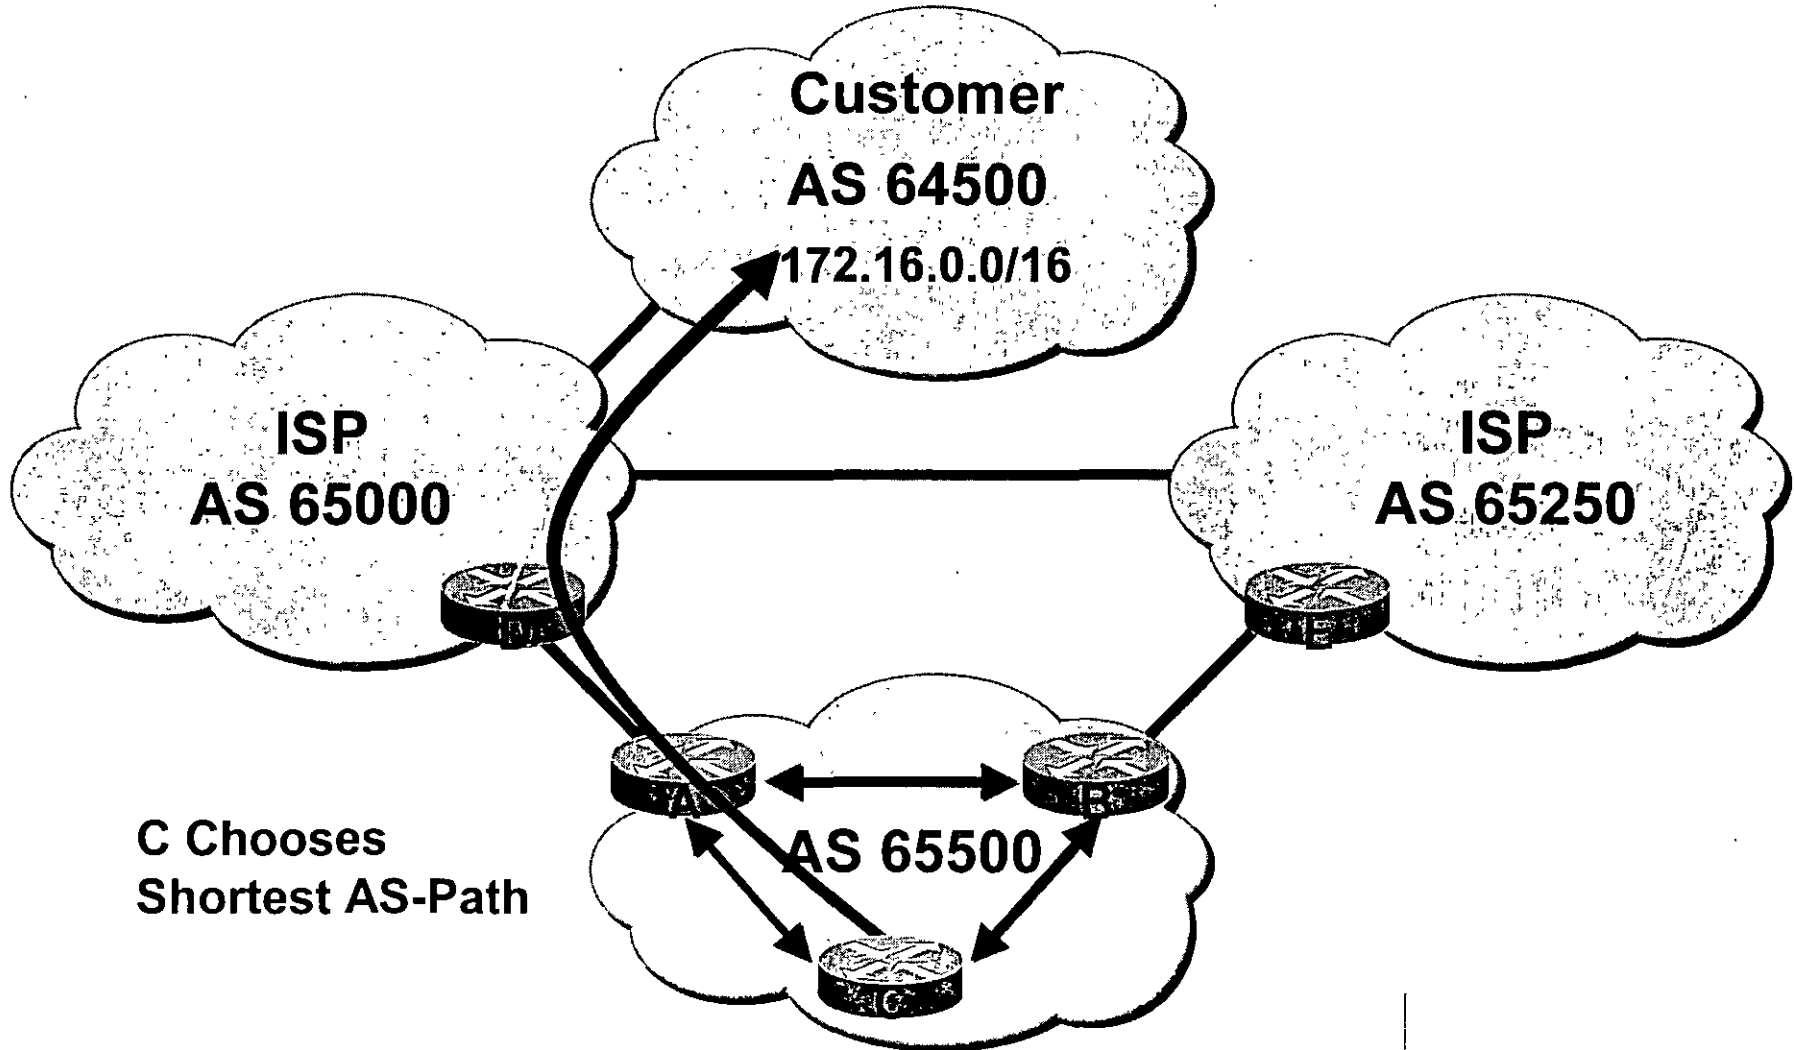 Customer
AS 64500
172.16.0.0/16
ISP
AS 65000
ISP
AS 65250
D
E
A
B
AS 65500
C Chooses
Shortest AS-Path
C